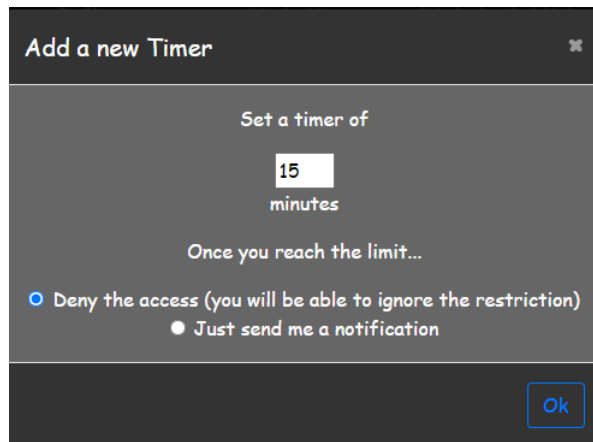 Add a new Timer
Set a timer of
15
minutes
Once you reach the limit...
Deny the access (you will be able to ignore the restriction)
Just send me a notification
Ok